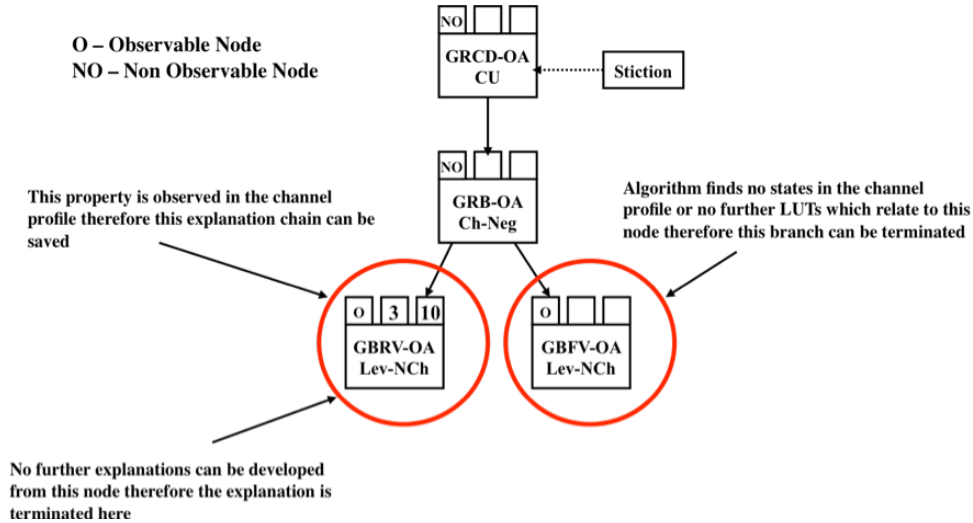 O – Observable Node
NO – Non Observable Node
NO
GRCD-OA
CU
Stiction
NO
GRB-OA
Ch-Neg
This property is observed in the channel
profile therefore this explanation chain can be
saved
Algorithm finds no states in the channel
profile or no further LUTs which relate to this
node therefore this branch can be terminated
O 3 10
GBRV-OA
Lev-NCh
O
GBFV-OA
Lev-NCh
No further explanations can be developed
from this node therefore the explanation is
terminated here